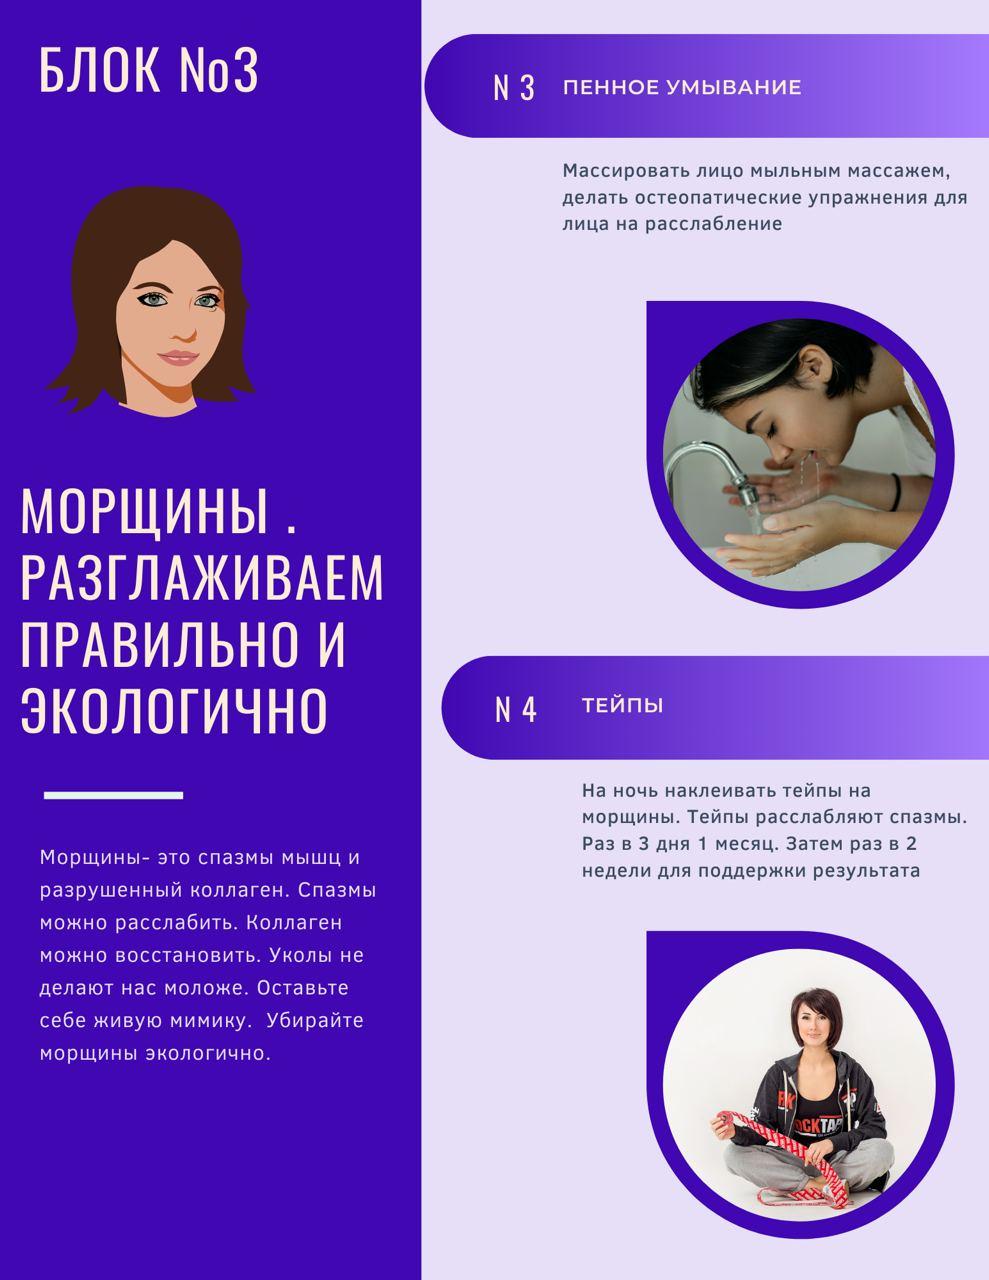 БЛОК №3
МОРЩИНЫ .
РАЗГЛАЖИВАЕМ
ПРАВИЛЬНО И
ЭКОЛОГИЧНО
Морщины- это спазмы мышц и
разрушенный коллаген. Спазмы
можно расслабить. Коллаген
можно восстановить. Уколы не
делают нас моложе. Оставьте
себе живую мимику.  Убирайте
морщины экологично.
N 3 ПЕННОЕ УМЫВАНИЕ
Массировать лицо мыльным массажем,
делать остеопатические упражнения для
лица на расслабление
N 4 ТЕЙПЫ
На ночь наклеивать тейпы на
морщины. Тейпы расслабляют спазмы.
Раз в 3 дня 1 месяц. Затем раз в 2
недели для поддержки результата